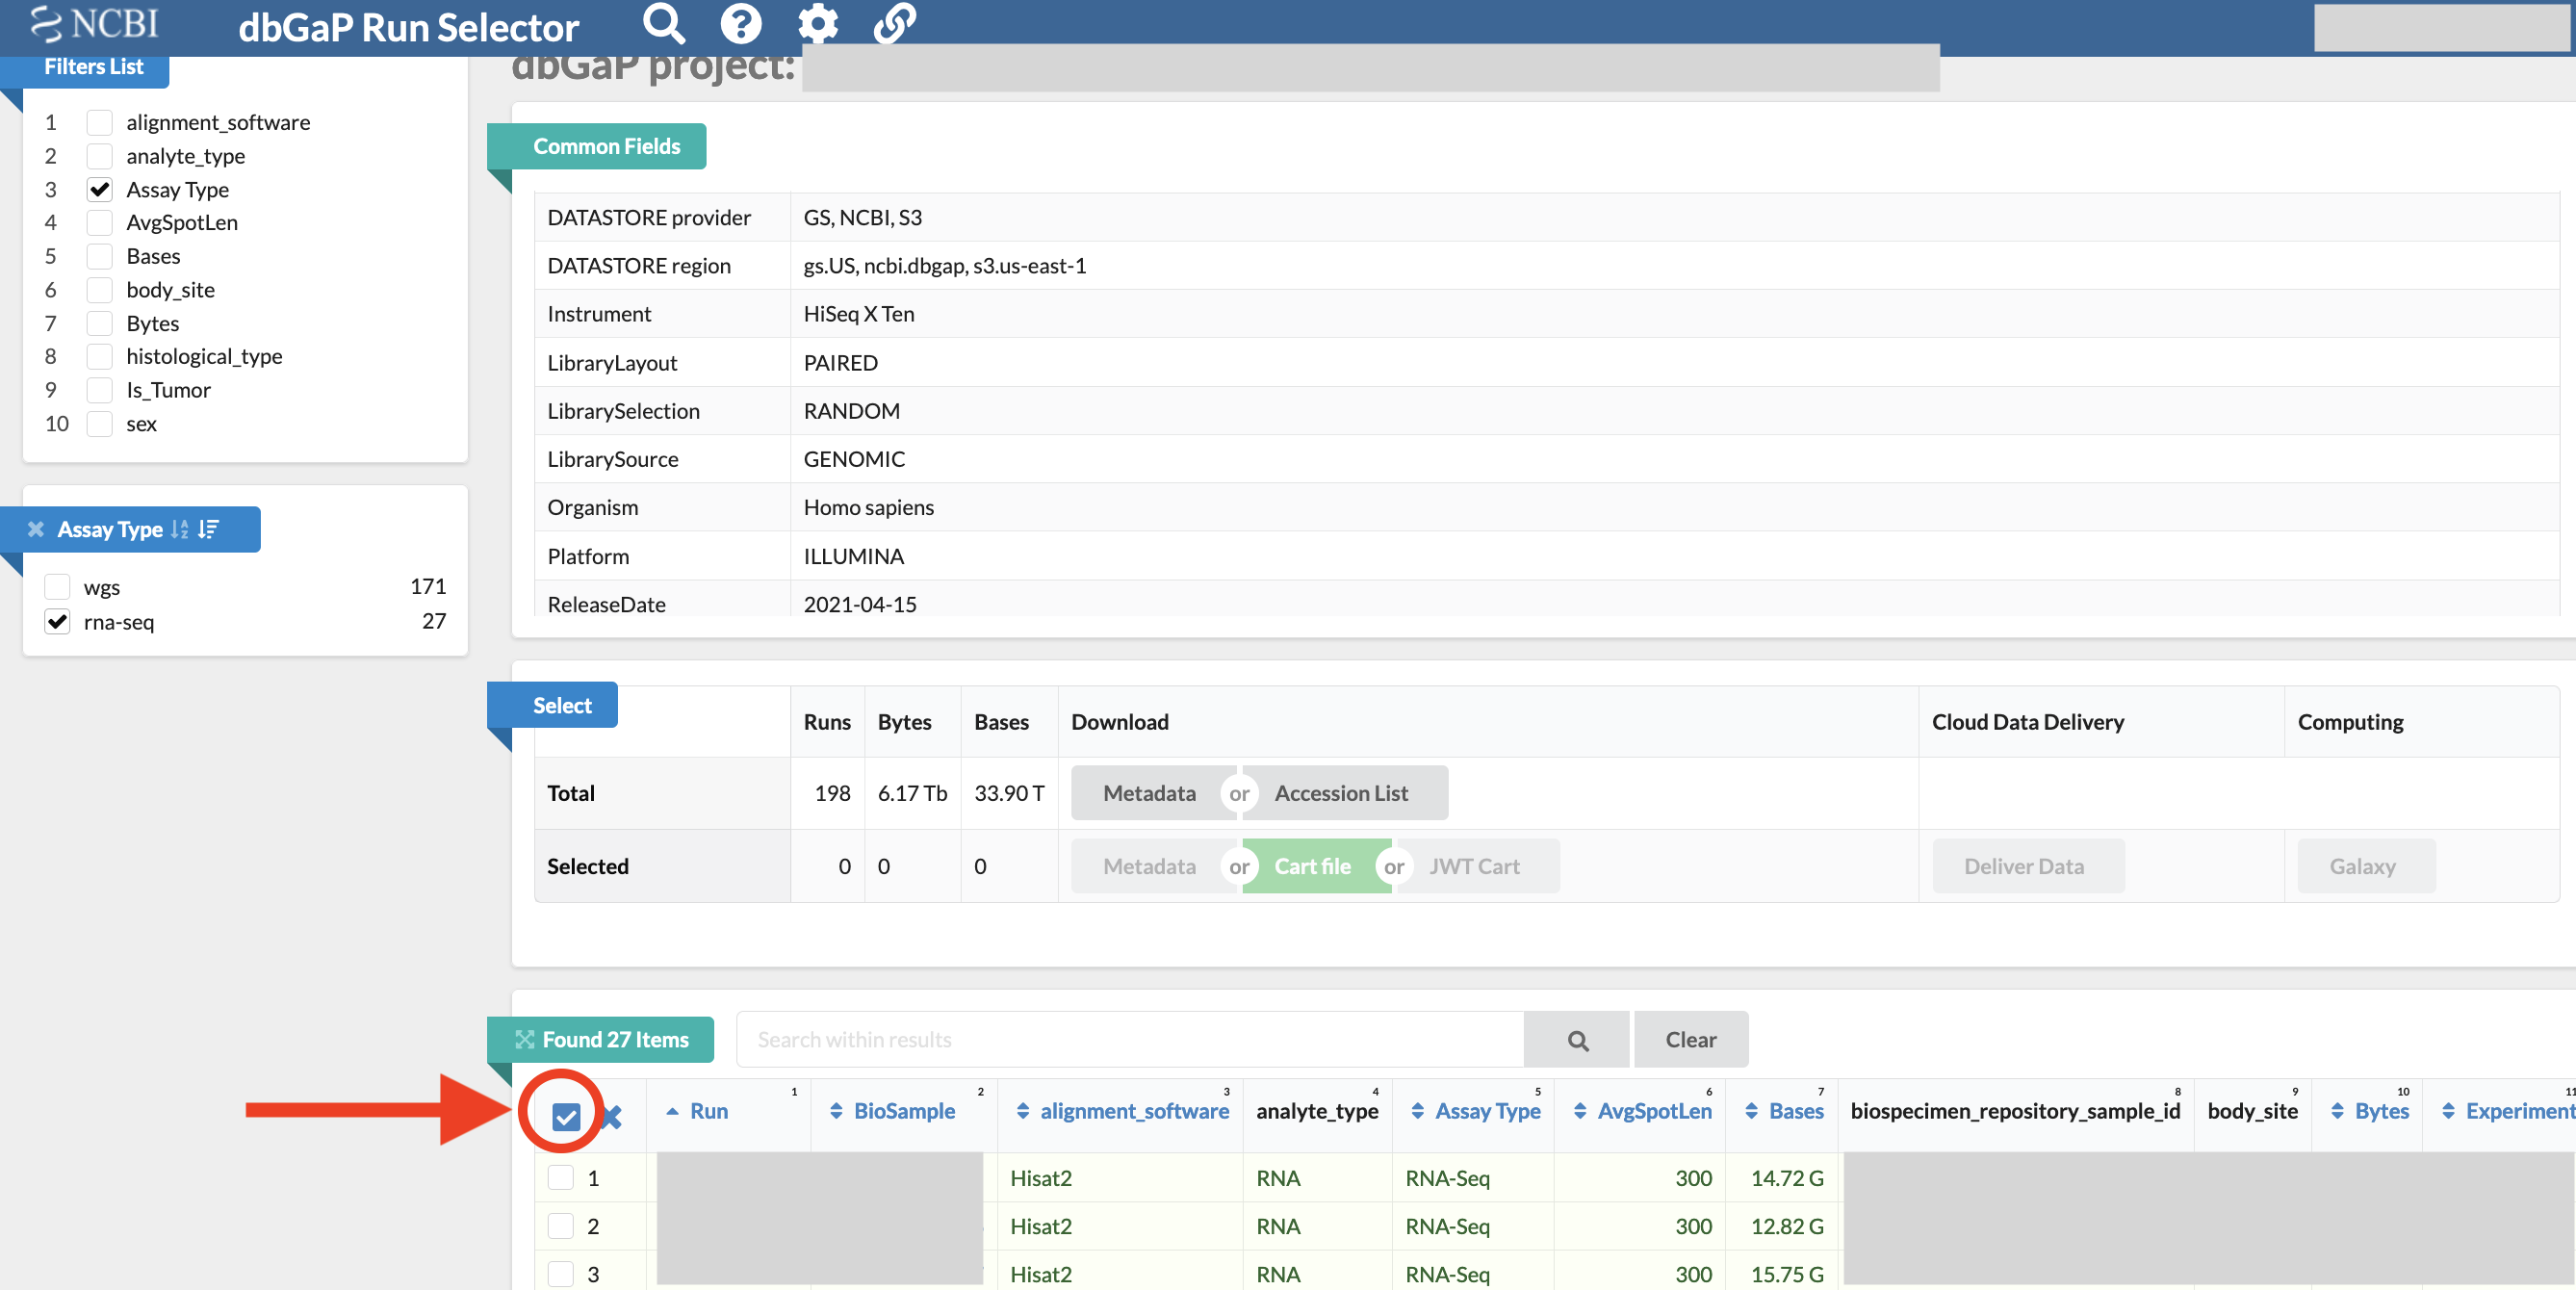 NCBI dbGaP Run Selector
Filters List
1 alignment_software
2 analyte_type
3 Assay Type
4 AvgSpotLen
5 Bases
6 body_site
7 Bytes
8 histological_type
9 Is_Tumor
10 sex
Assay Type
wgs 171
rna-seq 27
dbGaP project:
Common Fields
DATASTORE provider GS, NCBI, S3
DATASTORE region gs.US, ncbi.dbgap, s3.us-east-1
Instrument HiSeq X Ten
LibraryLayout PAIRED
LibrarySelection RANDOM
LibrarySource GENOMIC
Organism Homo sapiens
Platform ILLUMINA
ReleaseDate 2021-04-15
Select
Runs Bytes Bases Download Cloud Data Delivery Computing
Total 198 6.17 Tb 33.90 T Metadata or Accession List
Selected 0 0 0 Metadata or Cart file or JWT Cart Deliver Data Galaxy
Found 27 Items Search within results Clear
1 2 3 4 5 6 7 8 9 10 11
Run BioSample alignment_software analyte_type Assay Type AvgSpotLen Bases biospecimen_repository_sample_id body_site Bytes Experiment
1 Hisat2 RNA RNA-Seq 300 14.72 G
2 Hisat2 RNA RNA-Seq 300 12.82 G
3 Hisat2 RNA RNA-Seq 300 15.75 G